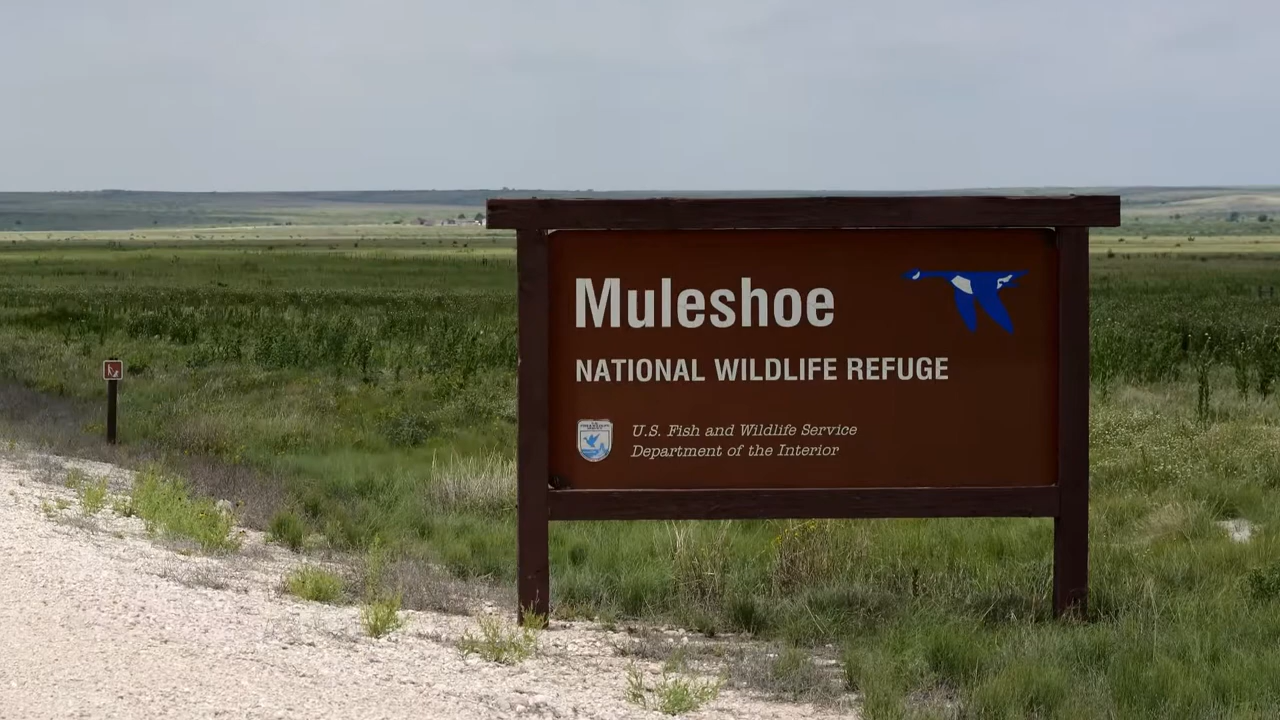 Muleshoe
NATIONAL WILDLIFE REFUGE
U.S. Fish and Wildlife Service
Department of the Interior